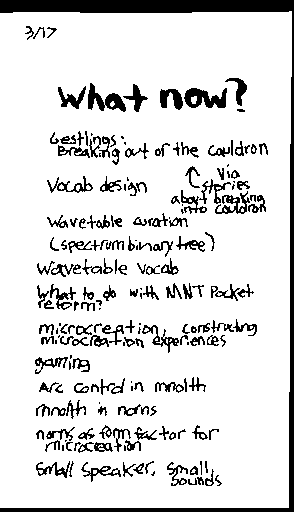 3/17
What now?
Gestlings:
Breaking out of the cauldron
Vocab design
via
stories
about breaking
into cauldron
Wavetable curation
(spectrum binary tree)
Wavetable vocab
What to do with MNT Pocket
reform?
microcreation, constructing
microcreation experiences
gaming
Arc control in mnolth
mnolth in norns
norns as form factor for
microcreation
Small speaker, small
sounds